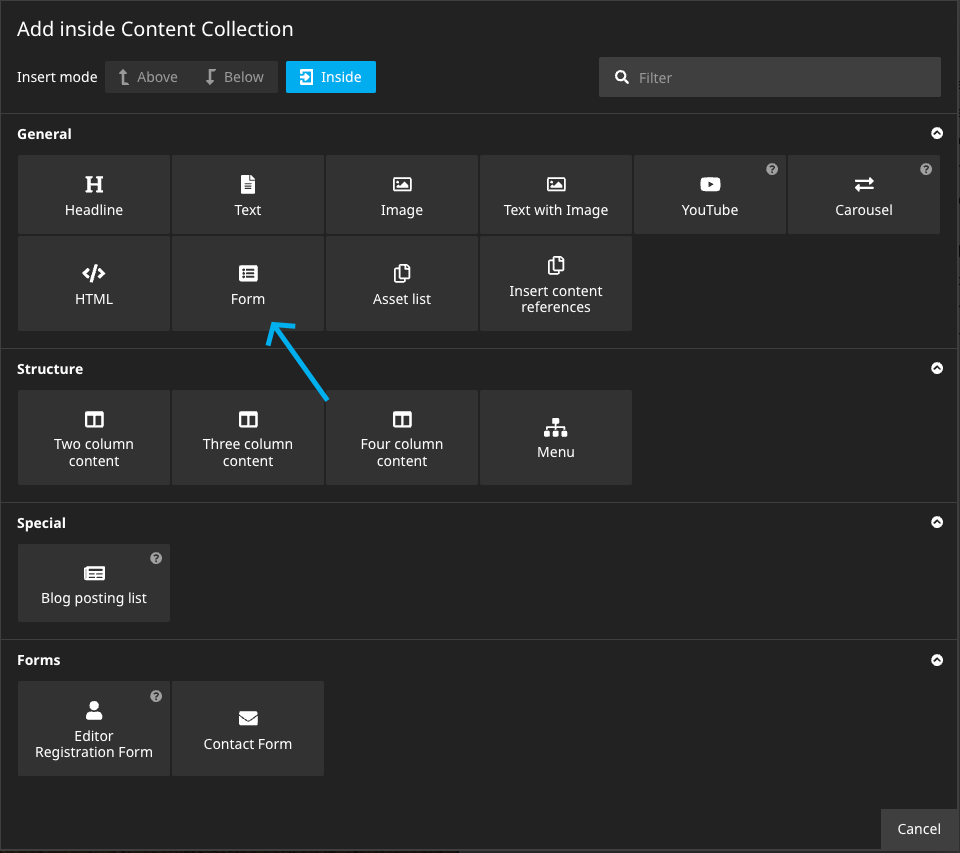 Add inside Content Collection
Insert mode
Above
Below
Inside
Filter
General
Headline
Text
Image
Text with Image
YouTube
Carousel
HTML
Form
Asset list
Insert content
references
Structure
Two column
content
Three column
content
Four column
content
Menu
Special
Blog posting list
Forms
Editor
Registration Form
Contact Form
Cancel